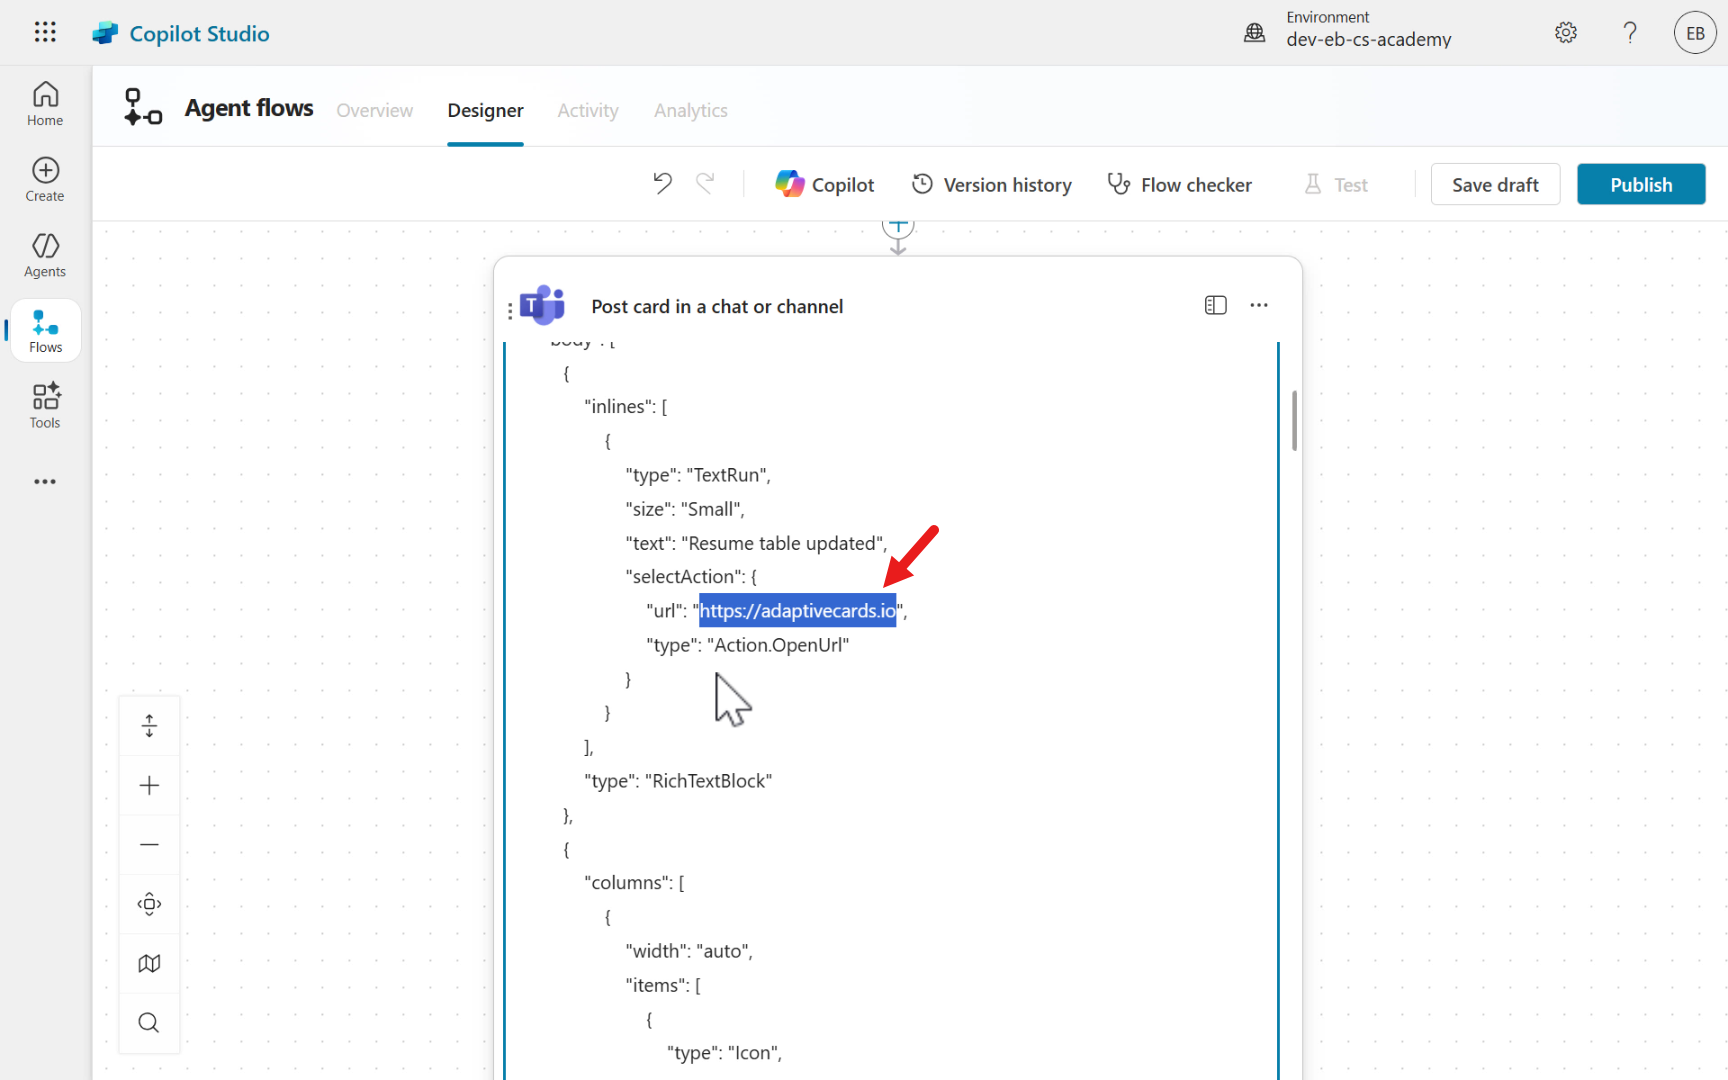 Copilot Studio
Environment
dev-eb-cs-academy
EB
Home
Create
Agents
Flows
Tools
Agent flows
Overview
Designer
Activity
Analytics
Copilot
Version history
Flow checker
Test
Save draft
Publish
Post card in a chat or channel
"body": [
{
"inlines": [
{
"type": "TextRun",
"size": "Small",
"text": "Resume table updated",
"selectAction": {
"url": "https://adaptivecards.io",
"type": "Action.OpenUrl"
}
}
],
"type": "RichTextBlock"
},
{
"columns": [
{
"width": "auto",
"items": [
{
"type": "Icon",